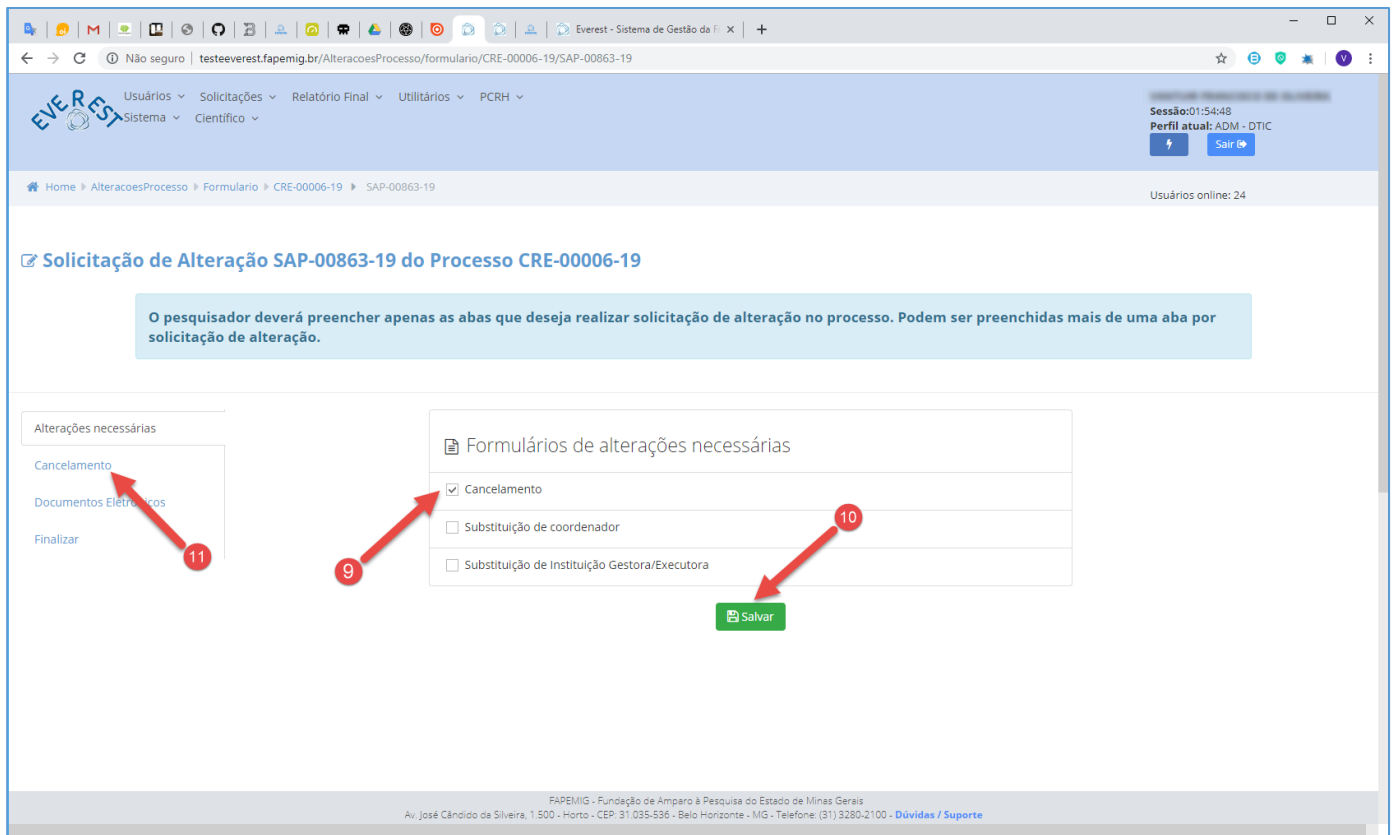 Everest - Sistema de Gestão da F
Não seguro | testeeverest.fapemig.br/AlteracoesProcesso/formulario/CRE-00006-19/SAP-00863-19
EVEREST
Usuários Solicitações Relatório Final Utilitários PCRH
Sistema Científico
Sessão:01:54:48
Perfil atual: ADM - DTIC
Sair
Home AlteracoesProcesso Formulario CRE-00006-19 SAP-00863-19
Usuários online: 24
Solicitação de Alteração SAP-00863-19 do Processo CRE-00006-19
O pesquisador deverá preencher apenas as abas que deseja realizar solicitação de alteração no processo. Podem ser preenchidas mais de uma aba por
solicitação de alteração.
Alterações necessárias
Cancelamento
Documentos Eletrônicos
Finalizar
11
Formulários de alterações necessárias
Cancelamento
Substituição de coordenador
Substituição de Instituição Gestora/Executora
9
10
Salvar
FAPEMIG - Fundação de Amparo à Pesquisa do Estado de Minas Gerais
Av. José Cândido da Silveira, 1.500 - Horto - CEP: 31.035-536 - Belo Horizonte - MG - Telefone: (31) 3280-2100 - Dúvidas / Suporte